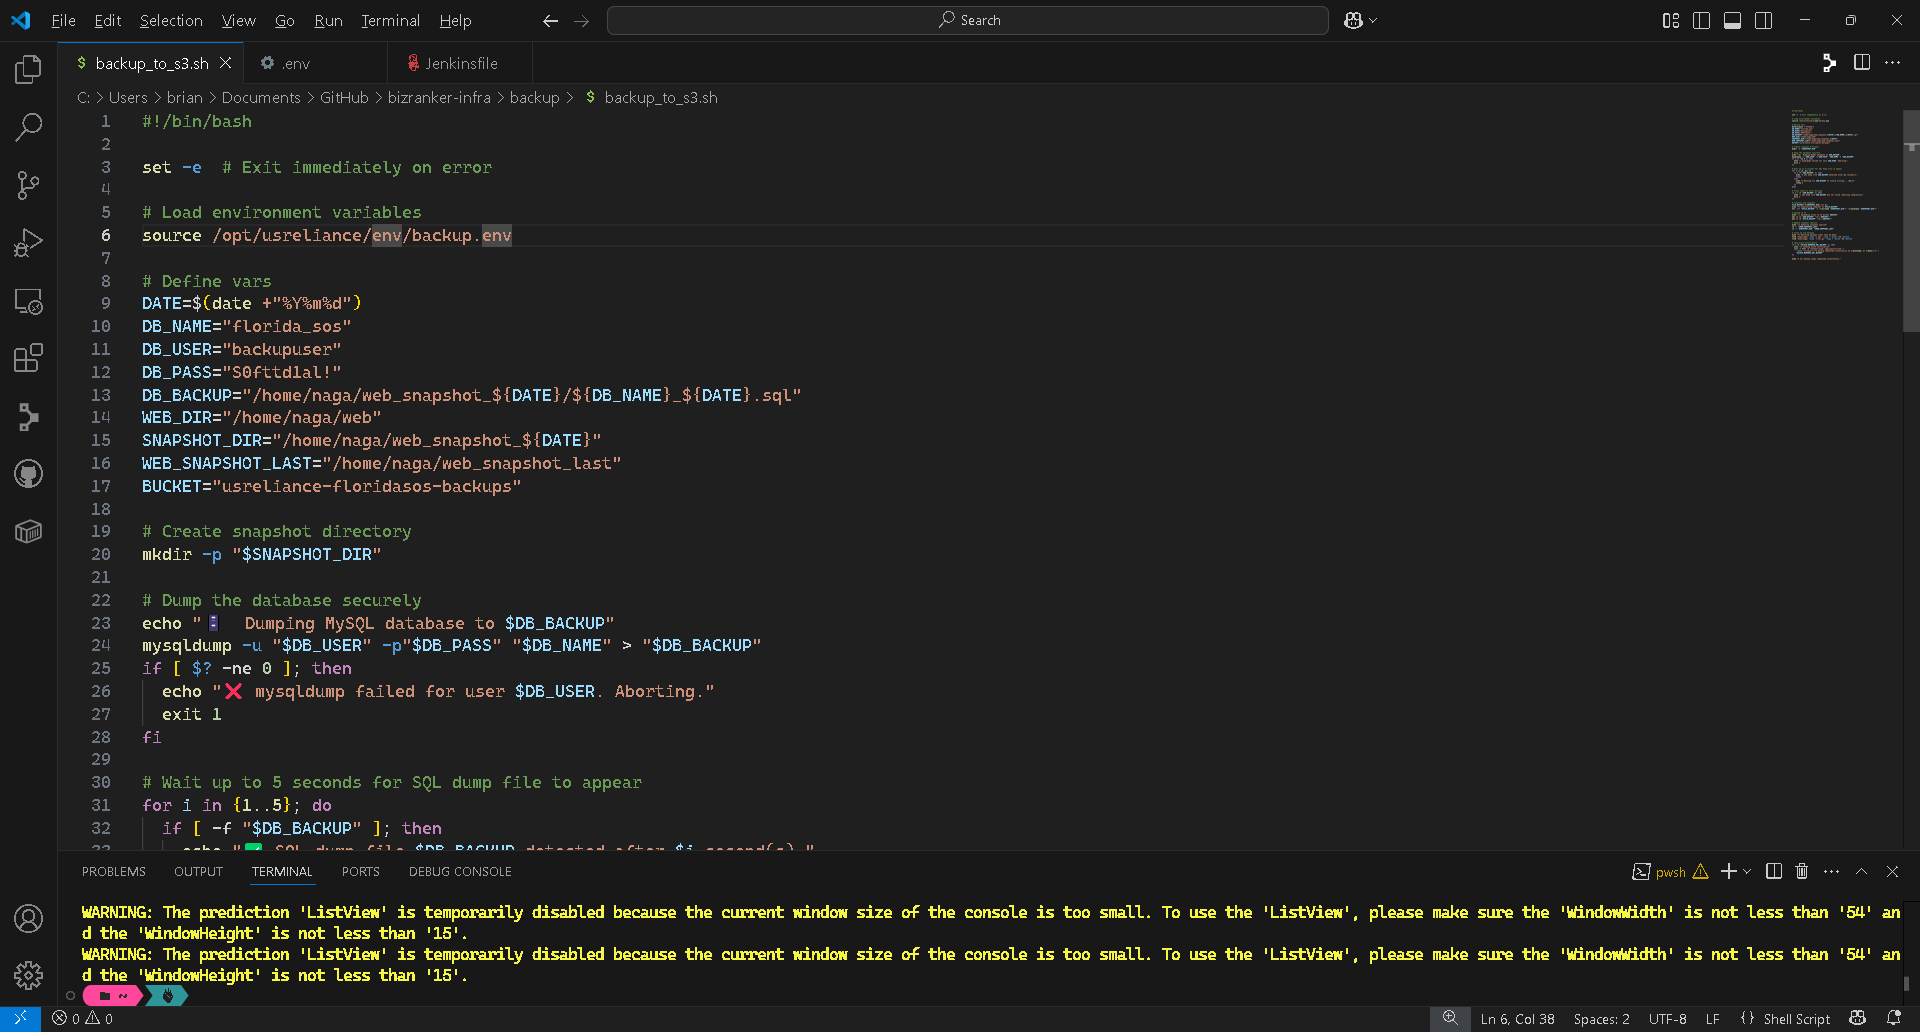 File Edit Selection View Go Run Terminal Help
Search
backup_to_s3.sh
.env
Jenkinsfile
C: > Users > brian > Documents > GitHub > bizranker-infra > backup > $ backup_to_s3.sh
1 #!/bin/bash
2
3 set -e  # Exit immediately on error
4
5 # Load environment variables
6 source /opt/usreliance/env/backup.env
7
8 # Define vars
9 DATE=$(date +"%Y%m%d")
10 DB_NAME="florida_sos"
11 DB_USER="backupuser"
12 DB_PASS="S0fttd1al!"
13 DB_BACKUP="/home/naga/web_snapshot_${DATE}/${DB_NAME}_${DATE}.sql"
14 WEB_DIR="/home/naga/web"
15 SNAPSHOT_DIR="/home/naga/web_snapshot_${DATE}"
16 WEB_SNAPSHOT_LAST="/home/naga/web_snapshot_last"
17 BUCKET="usreliance-floridasos-backups"
18
19 # Create snapshot directory
20 mkdir -p "$SNAPSHOT_DIR"
21
22 # Dump the database securely
23 echo "  Dumping MySQL database to $DB_BACKUP"
24 mysqldump -u "$DB_USER" -p"$DB_PASS" "$DB_NAME" > "$DB_BACKUP"
25 if [ $? -ne 0 ]; then
26   echo "❌ mysqldump failed for user $DB_USER. Aborting."
27   exit 1
28 fi
29
30 # Wait up to 5 seconds for SQL dump file to appear
31 for i in {1..5}; do
32   if [ -f "$DB_BACKUP" ]; then
33     echo "✅ SQL dump file $DB_BACKUP detected after $i second(s)."
PROBLEMS OUTPUT TERMINAL PORTS DEBUG CONSOLE
pwsh
WARNING: The prediction 'ListView' is temporarily disabled because the current window size of the console is too small. To use the 'ListView', please make sure the 'WindowWidth' is not less than '54' an
d the 'WindowHeight' is not less than '15'.
WARNING: The prediction 'ListView' is temporarily disabled because the current window size of the console is too small. To use the 'ListView', please make sure the 'WindowWidth' is not less than '54' an
d the 'WindowHeight' is not less than '15'.
~
0 0 Ln 6, Col 38 Spaces: 2 UTF-8 LF {} Shell Script